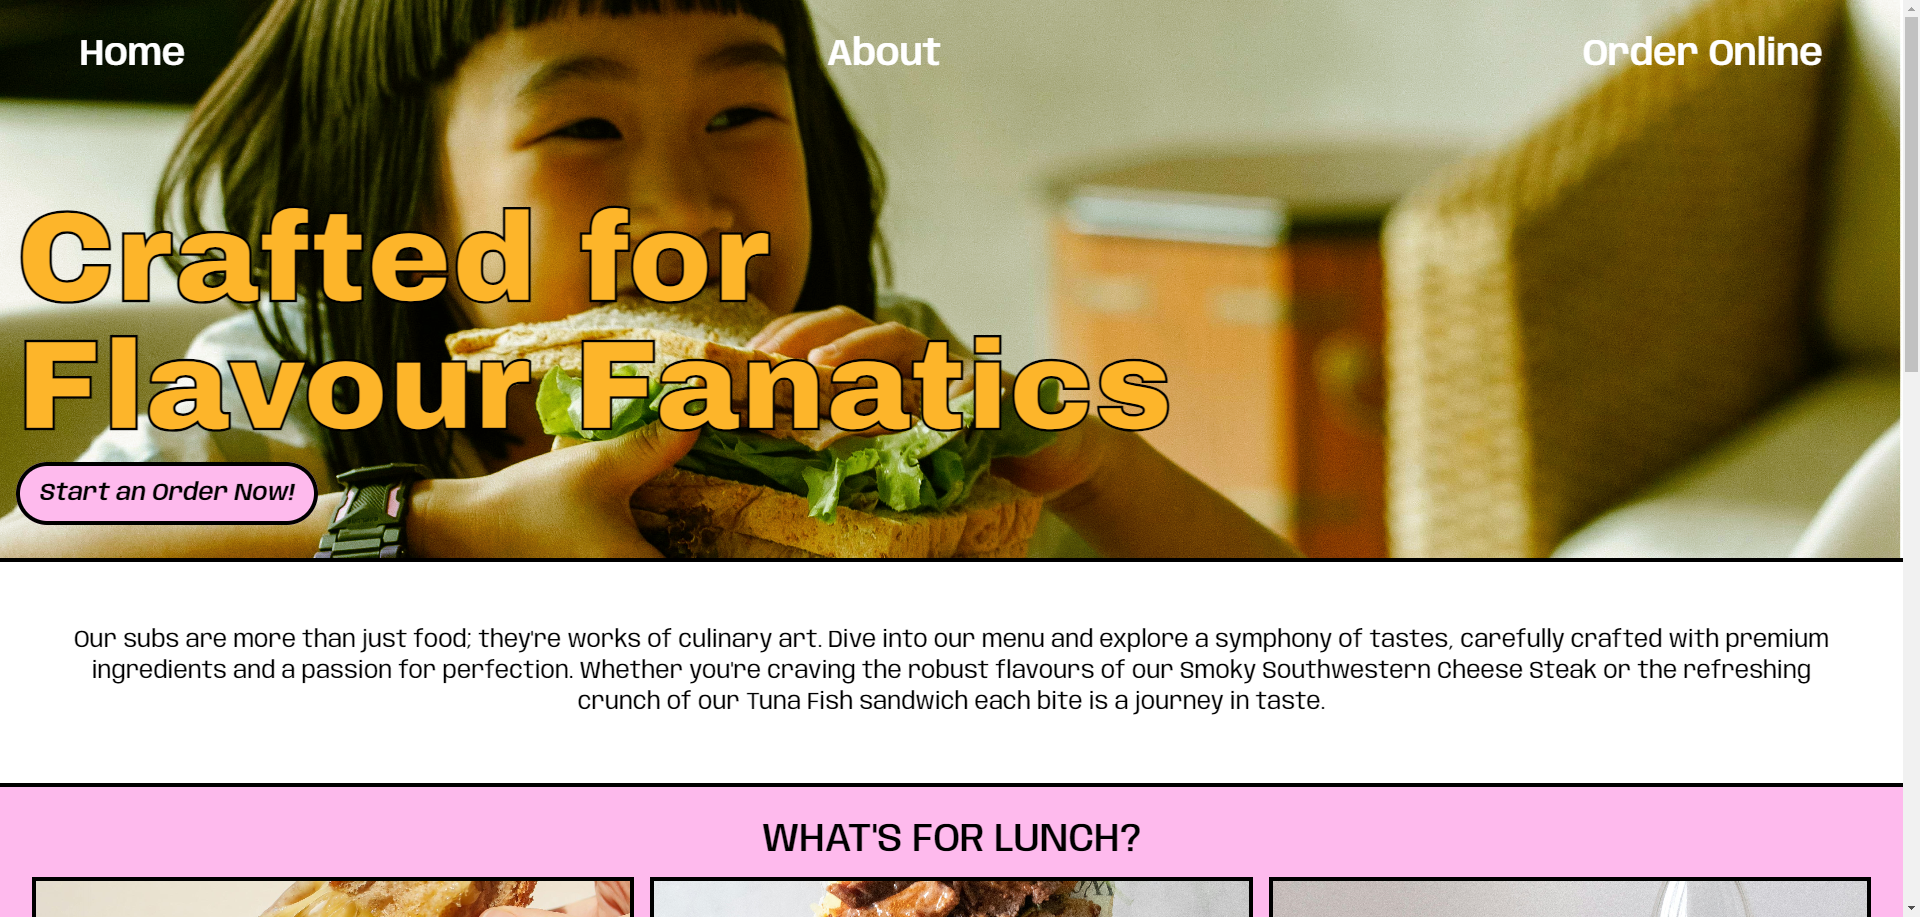 Home About Order Online
Crafted for
Flavour Fanatics
Start an Order Now!
Our subs are more than just food; they're works of culinary art. Dive into our menu and explore a symphony of tastes, carefully crafted with premium
ingredients and a passion for perfection. Whether you're craving the robust flavours of our Smoky Southwestern Cheese Steak or the refreshing
crunch of our Tuna Fish sandwich each bite is a journey in taste.
WHAT'S FOR LUNCH?